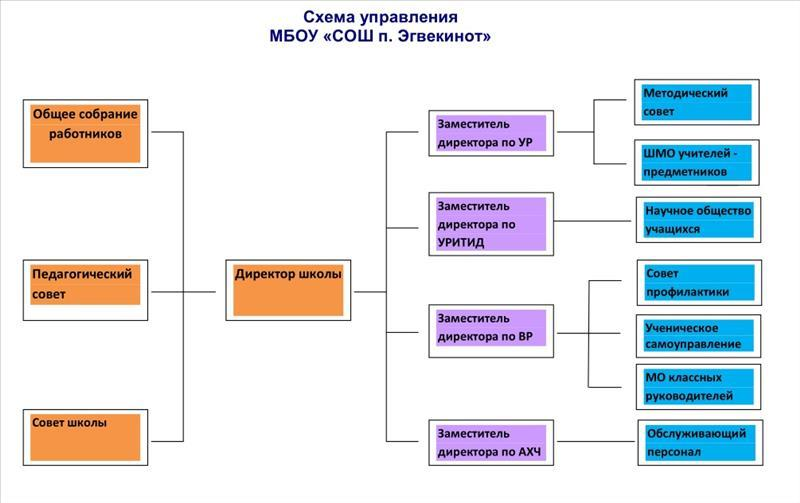 Схема управления
МБОУ «СОШ п. Эгвекинот»
Общее собрание
работников
Педагогический
совет
Совет школы
Директор школы
Заместитель
директора по УР
Заместитель
директора по
УРИТИД
Заместитель
директора по ВР
Заместитель
директора по АХЧ
Методический
совет
ШМО учителей -
предметников
Научное общество
учащихся
Совет
профилактики
Ученическое
самоуправление
МО классных
руководителей
Обслуживающий
персонал